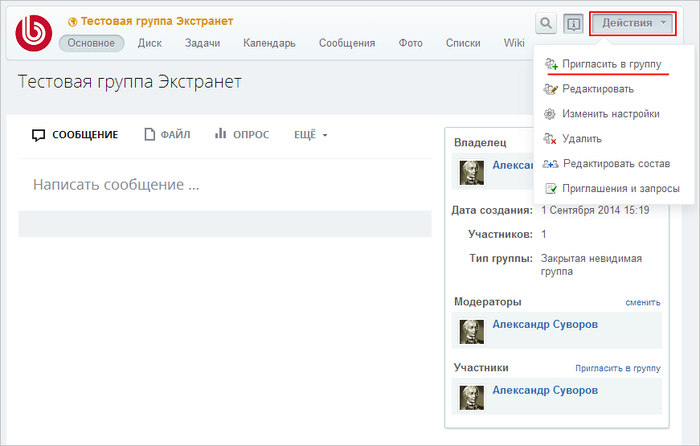 Тестовая группа Экстранет
Действия
Основное Диск Задачи Календарь Сообщения Фото Списки Wiki
Пригласить в группу
Редактировать
Изменить настройки
Удалить
Редактировать состав
Приглашения и запросы
Тестовая группа Экстранет
СООБЩЕНИЕ ФАЙЛ ОПРОС ЕЩЁ
Написать сообщение ...
Владелец
Александр
Дата создания: 1 Сентября 2014 15:19
Участников: 1
Тип группы: Закрытая невидимая
группа
Модераторы сменить
Александр Суворов
Участники Пригласить в группу
Александр Суворов